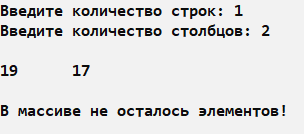 Введите количество строк: 1
Введите количество столбцов: 2
19 17
В массиве не осталось элементов!